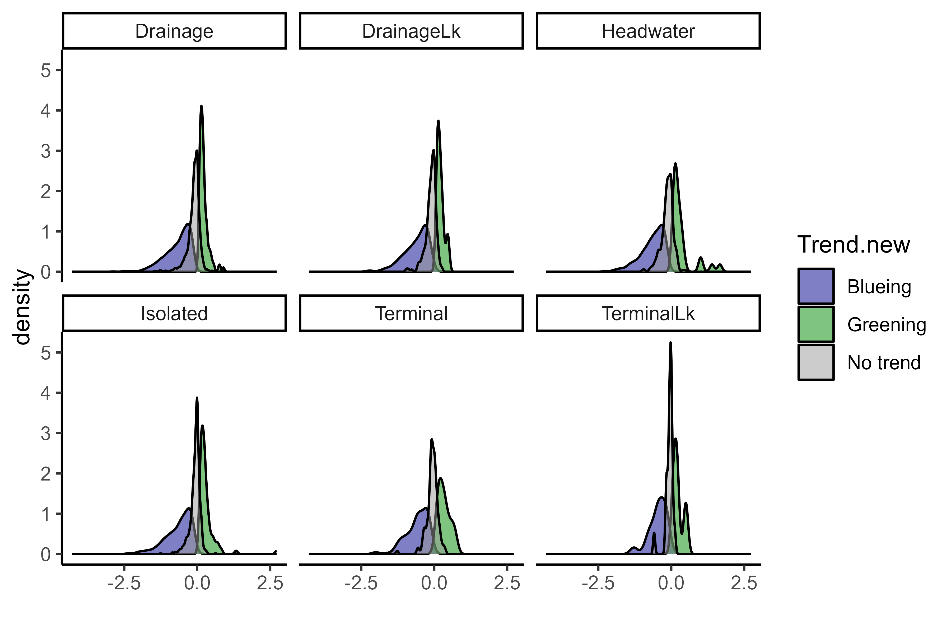 Drainage DrainageLk Headwater
5
4
3
2
1
0
Isolated Terminal TerminalLk
5
4
3
2
1
0
-2.5 0.0 2.5 -2.5 0.0 2.5 -2.5 0.0 2.5
density
Trend.new
Blueing
Greening
No trend